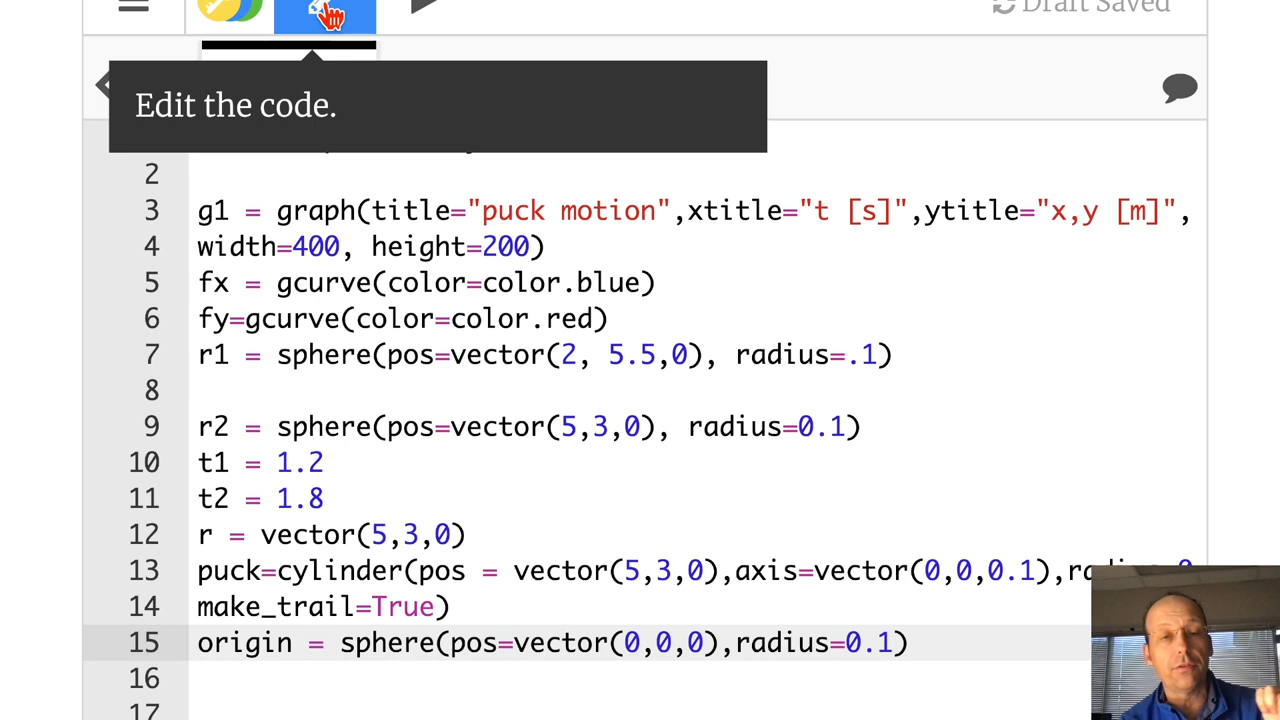 Draft Saved
Edit the code.
2
3 g1 = graph(title="puck motion",xtitle="t [s]",ytitle="x,y [m]",
4 width=400, height=200)
5 fx = gcurve(color=color.blue)
6 fy=gcurve(color=color.red)
7 r1 = sphere(pos=vector(2, 5.5,0), radius=.1)
8
9 r2 = sphere(pos=vector(5,3,0), radius=0.1)
10 t1 = 1.2
11 t2 = 1.8
12 r = vector(5,3,0)
13 puck=cylinder(pos = vector(5,3,0),axis=vector(0,0,0.1),
14 make_trail=True)
15 origin = sphere(pos=vector(0,0,0),radius=0.1)
16
17